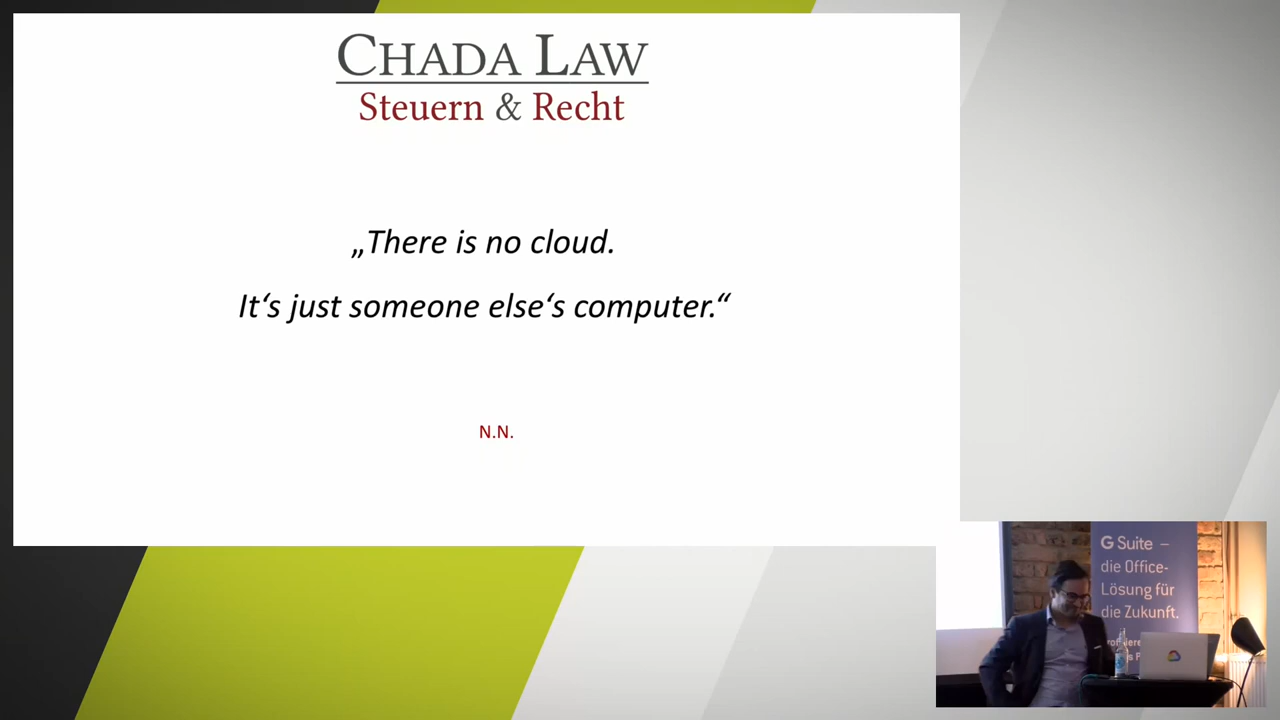 CHADA LAW
Steuern & Recht
„There is no cloud.
It‘s just someone else‘s computer.“
N.N.
G Suite –
die Office-
Lösung für
die Zukunft.